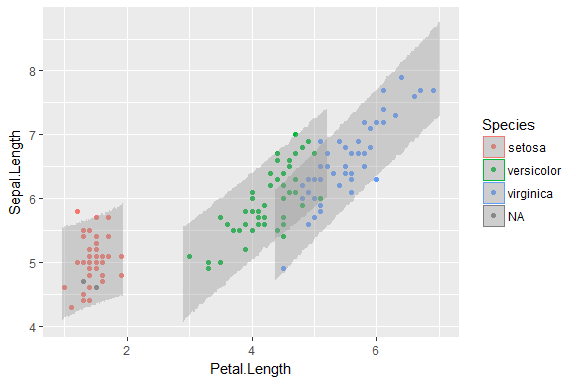 8
7
6
5
4
Sepal.Length
2
4
6
Petal.Length
Species
setosa
versicolor
virginica
NA